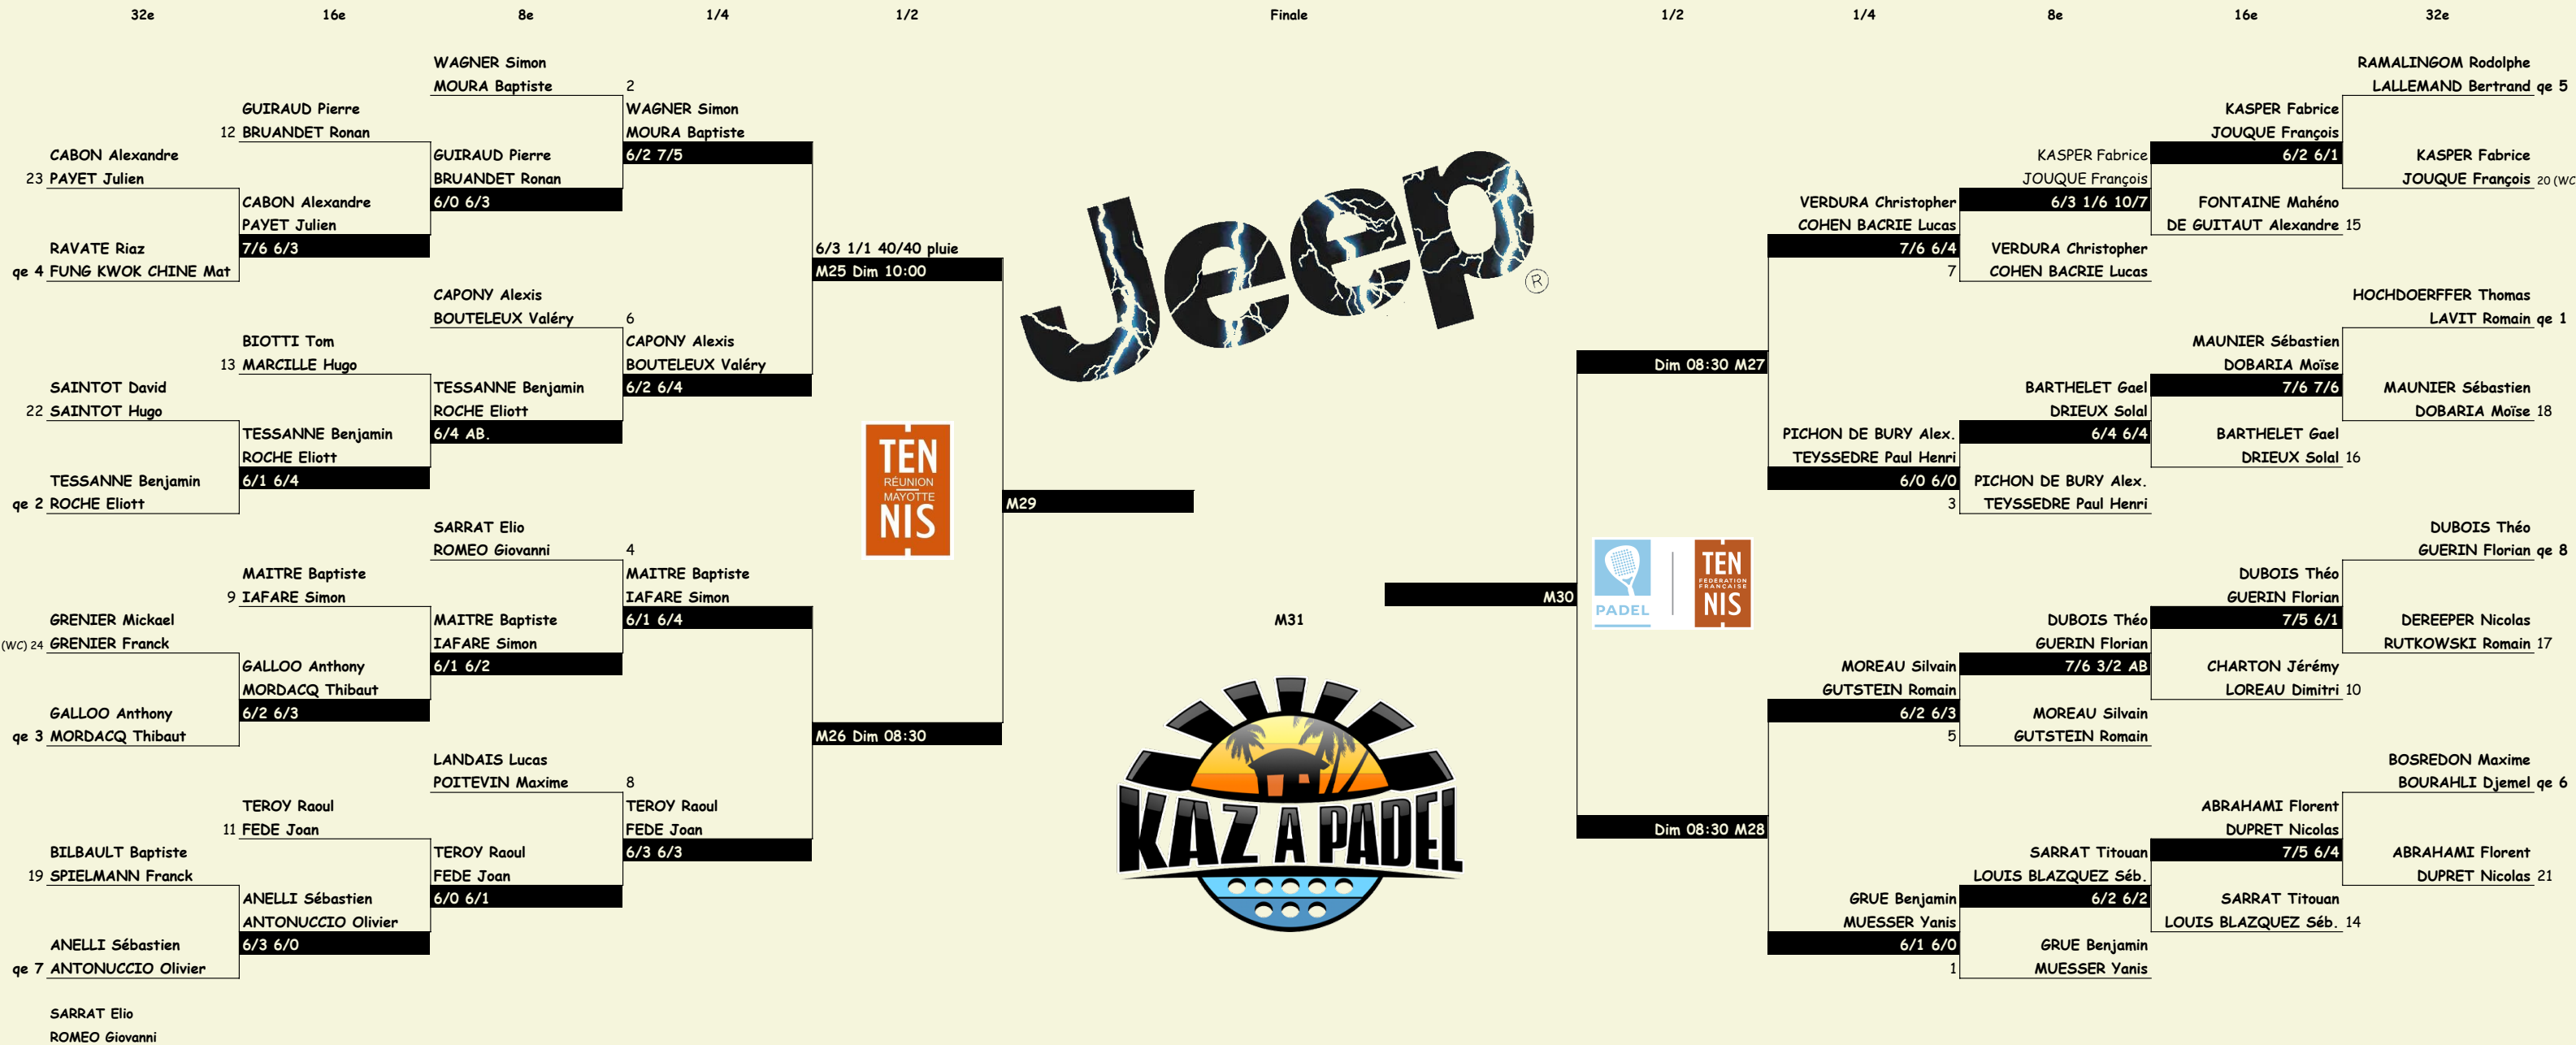 32e 16e 8e 1/4 1/2 Finale 1/2 1/4 8e 16e 32e
WAGNER Simon
MOURA Baptiste 2
GUIRAUD Pierre
12 BRUANDET Ronan
WAGNER Simon
MOURA Baptiste
6/2 7/5
CABON Alexandre
23 PAYET Julien
GUIRAUD Pierre
BRUANDET Ronan
6/0 6/3
CABON Alexandre
PAYET Julien
7/6 6/3
RAVATE Riaz
qe 4 FUNG KWOK CHINE Mat
6/3 1/1 40/40 pluie
M25 Dim 10:00
CAPONY Alexis
BOUTELEUX Valéry 6
BIOTTI Tom
13 MARCILLE Hugo
CAPONY Alexis
BOUTELEUX Valéry
6/2 6/4
SAINTOT David
22 SAINTOT Hugo
TESSANNE Benjamin
ROCHE Eliott
6/4 AB.
TESSANNE Benjamin
ROCHE Eliott
6/1 6/4
TESSANNE Benjamin
qe 2 ROCHE Eliott
M29
SARRAT Elio
ROMEO Giovanni 4
MAITRE Baptiste
9 IAFARE Simon
MAITRE Baptiste
IAFARE Simon
6/1 6/4
GRENIER Mickael
(WC) 24 GRENIER Franck
MAITRE Baptiste
IAFARE Simon
6/1 6/2
GALLOO Anthony
MORDACQ Thibaut
6/2 6/3
GALLOO Anthony
qe 3 MORDACQ Thibaut
M26 Dim 08:30
LANDAIS Lucas
POITEVIN Maxime 8
TEROY Raoul
11 FEDE Joan
TEROY Raoul
FEDE Joan
6/3 6/3
BILBAULT Baptiste
19 SPIELMANN Franck
TEROY Raoul
FEDE Joan
6/0 6/1
ANELLI Sébastien
ANTONUCCIO Olivier
6/3 6/0
ANELLI Sébastien
qe 7 ANTONUCCIO Olivier
SARRAT Elio
ROMEO Giovanni
Jeep
®
TEN
RÉUNION
MAYOTTE
NIS
M31
KAZ A PADEL
PADEL
TEN
FÉDÉRATION
FRANÇAISE
NIS
M30
RAMALINGOM Rodolphe
LALLEMAND Bertrand qe 5
KASPER Fabrice
JOUQUE François
6/2 6/1
KASPER Fabrice
JOUQUE François 20 (WC
KASPER Fabrice
JOUQUE François
6/3 1/6 10/7
FONTAINE Mahéno
DE GUITAUT Alexandre 15
VERDURA Christopher
COHEN BACRIE Lucas
7/6 6/4
VERDURA Christopher
7 COHEN BACRIE Lucas
Dim 08:30 M27
HOCHDOERFFER Thomas
LAVIT Romain qe 1
MAUNIER Sébastien
DOBARIA Moïse
7/6 7/6
MAUNIER Sébastien
DOBARIA Moïse 18
BARTHELET Gael
DRIEUX Solal
6/4 6/4
BARTHELET Gael
DRIEUX Solal 16
PICHON DE BURY Alex.
TEYSSEDRE Paul Henri
6/0 6/0
PICHON DE BURY Alex.
3 TEYSSEDRE Paul Henri
DUBOIS Théo
GUERIN Florian qe 8
DUBOIS Théo
GUERIN Florian
7/5 6/1
DEREEPER Nicolas
RUTKOWSKI Romain 17
DUBOIS Théo
GUERIN Florian
7/6 3/2 AB
CHARTON Jérémy
LOREAU Dimitri 10
MOREAU Silvain
GUTSTEIN Romain
6/2 6/3
MOREAU Silvain
5 GUTSTEIN Romain
Dim 08:30 M28
BOSREDON Maxime
BOURAHLI Djemel qe 6
ABRAHAMI Florent
DUPRET Nicolas
7/5 6/4
ABRAHAMI Florent
DUPRET Nicolas 21
SARRAT Titouan
LOUIS BLAZQUEZ Séb.
6/2 6/2
SARRAT Titouan
LOUIS BLAZQUEZ Séb. 14
GRUE Benjamin
MUESSER Yanis
6/1 6/0
GRUE Benjamin
1 MUESSER Yanis